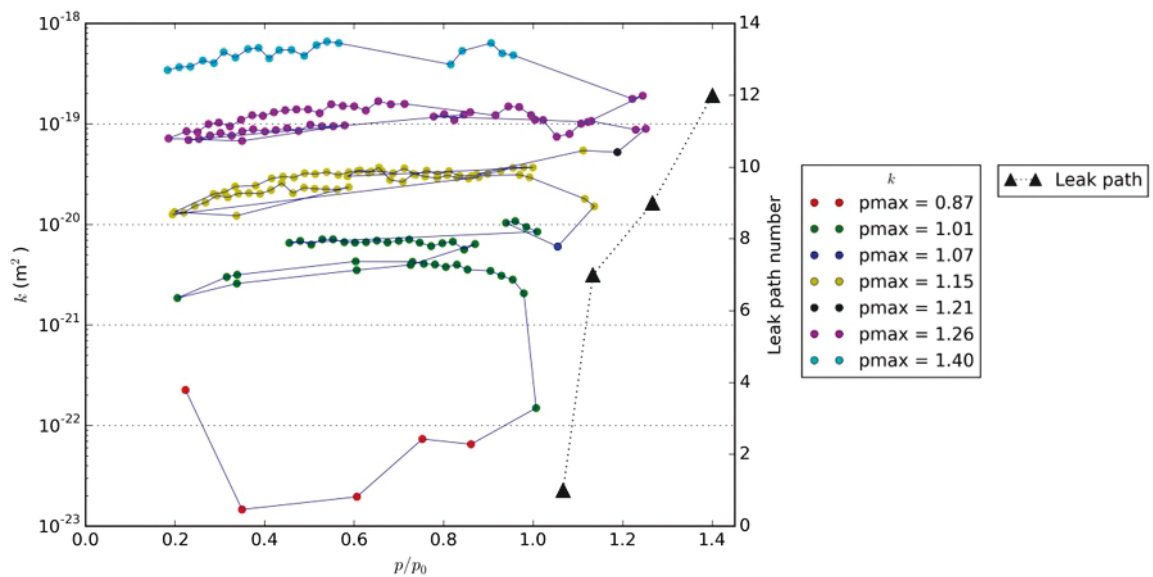 10⁻¹⁸
10⁻¹⁹
10⁻²⁰
10⁻²¹
10⁻²²
10⁻²³
k (m²)
0.0 0.2 0.4 0.6 0.8 1.0 1.2 1.4
p/p₀
14
12
10
8
6
4
2
0
Leak path number
k
pmax = 0.87
pmax = 1.01
pmax = 1.07
pmax = 1.15
pmax = 1.21
pmax = 1.26
pmax = 1.40
Leak path